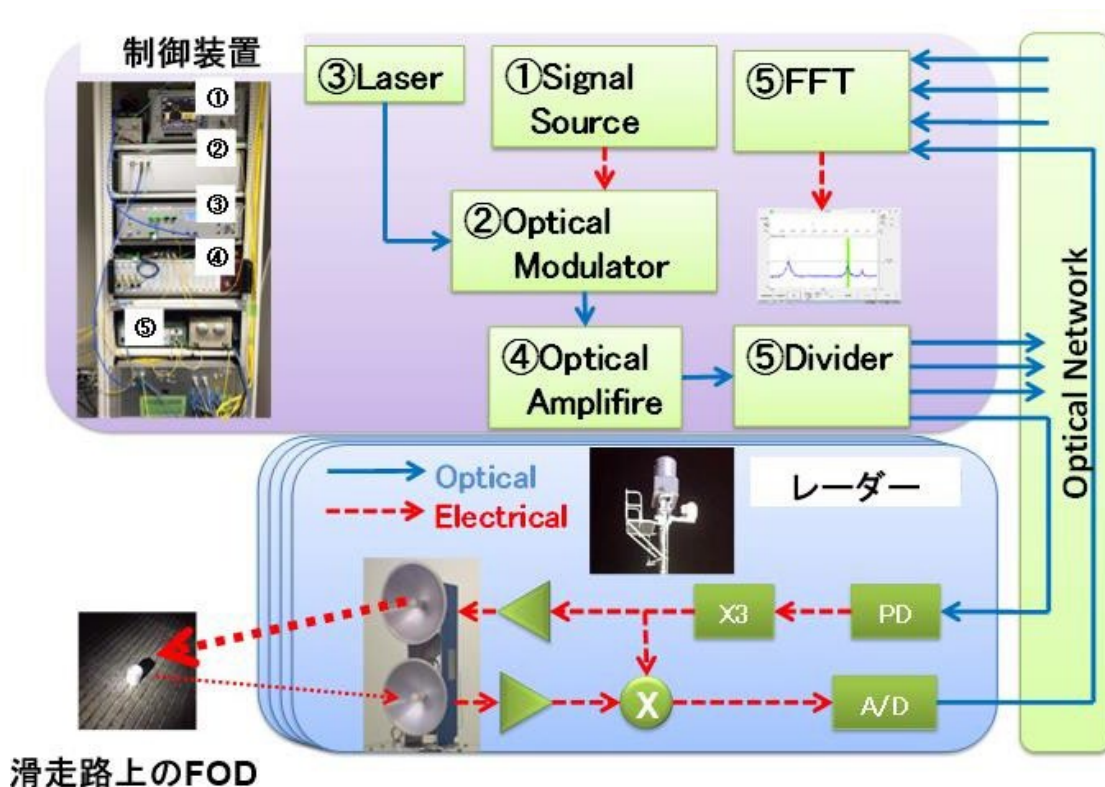 制御装置
①
②
③
④
⑤
③Laser
①Signal
Source
⑤FFT
②Optical
Modulator
④Optical
Amplifire
⑤Divider
Optical Network
Optical
Electrical
レーダー
X3
PD
X
A/D
滑走路上のFOD